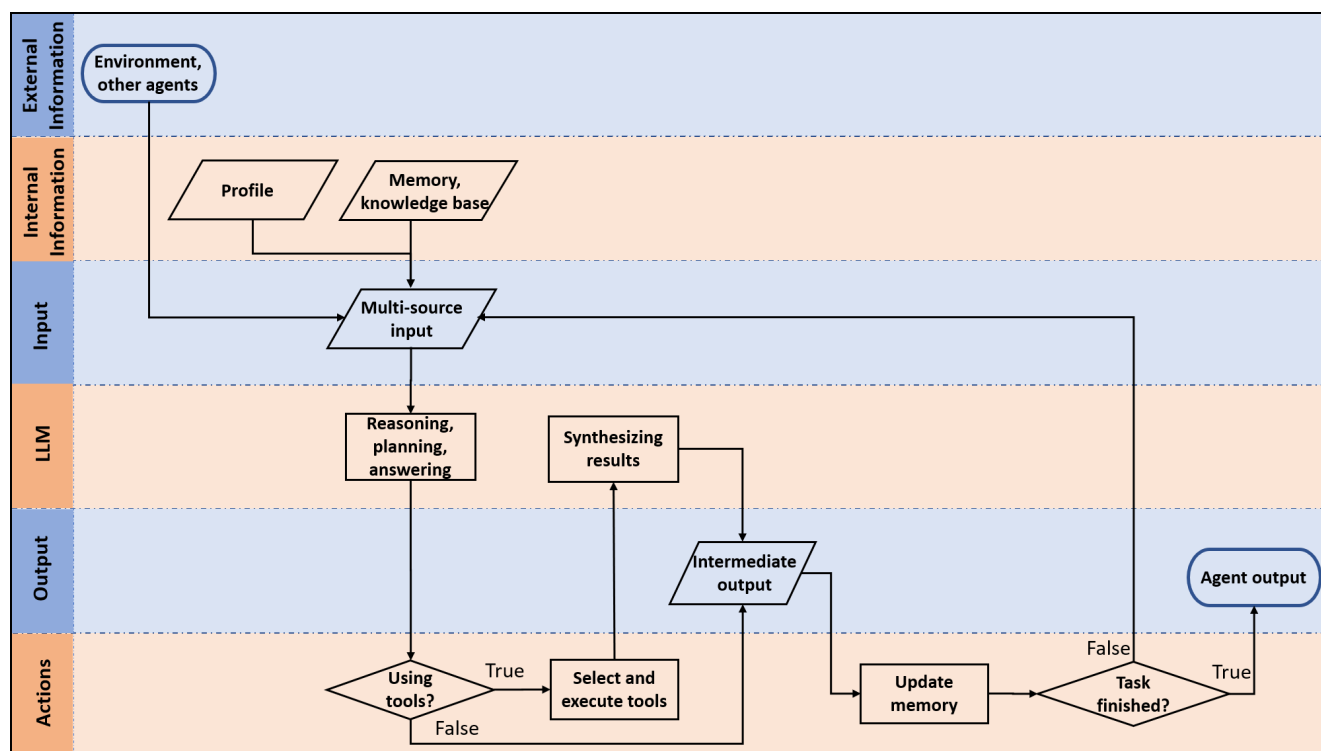 External
Information
Environment,
other agents
Internal
Information
Profile
Memory,
knowledge base
Input
Multi-source
input
LLM
Reasoning,
planning,
answering
Synthesizing
results
Output
Intermediate
output
Agent output
Actions
Using
tools?
True
False
Select and
execute tools
Update
memory
Task
finished?
False
True